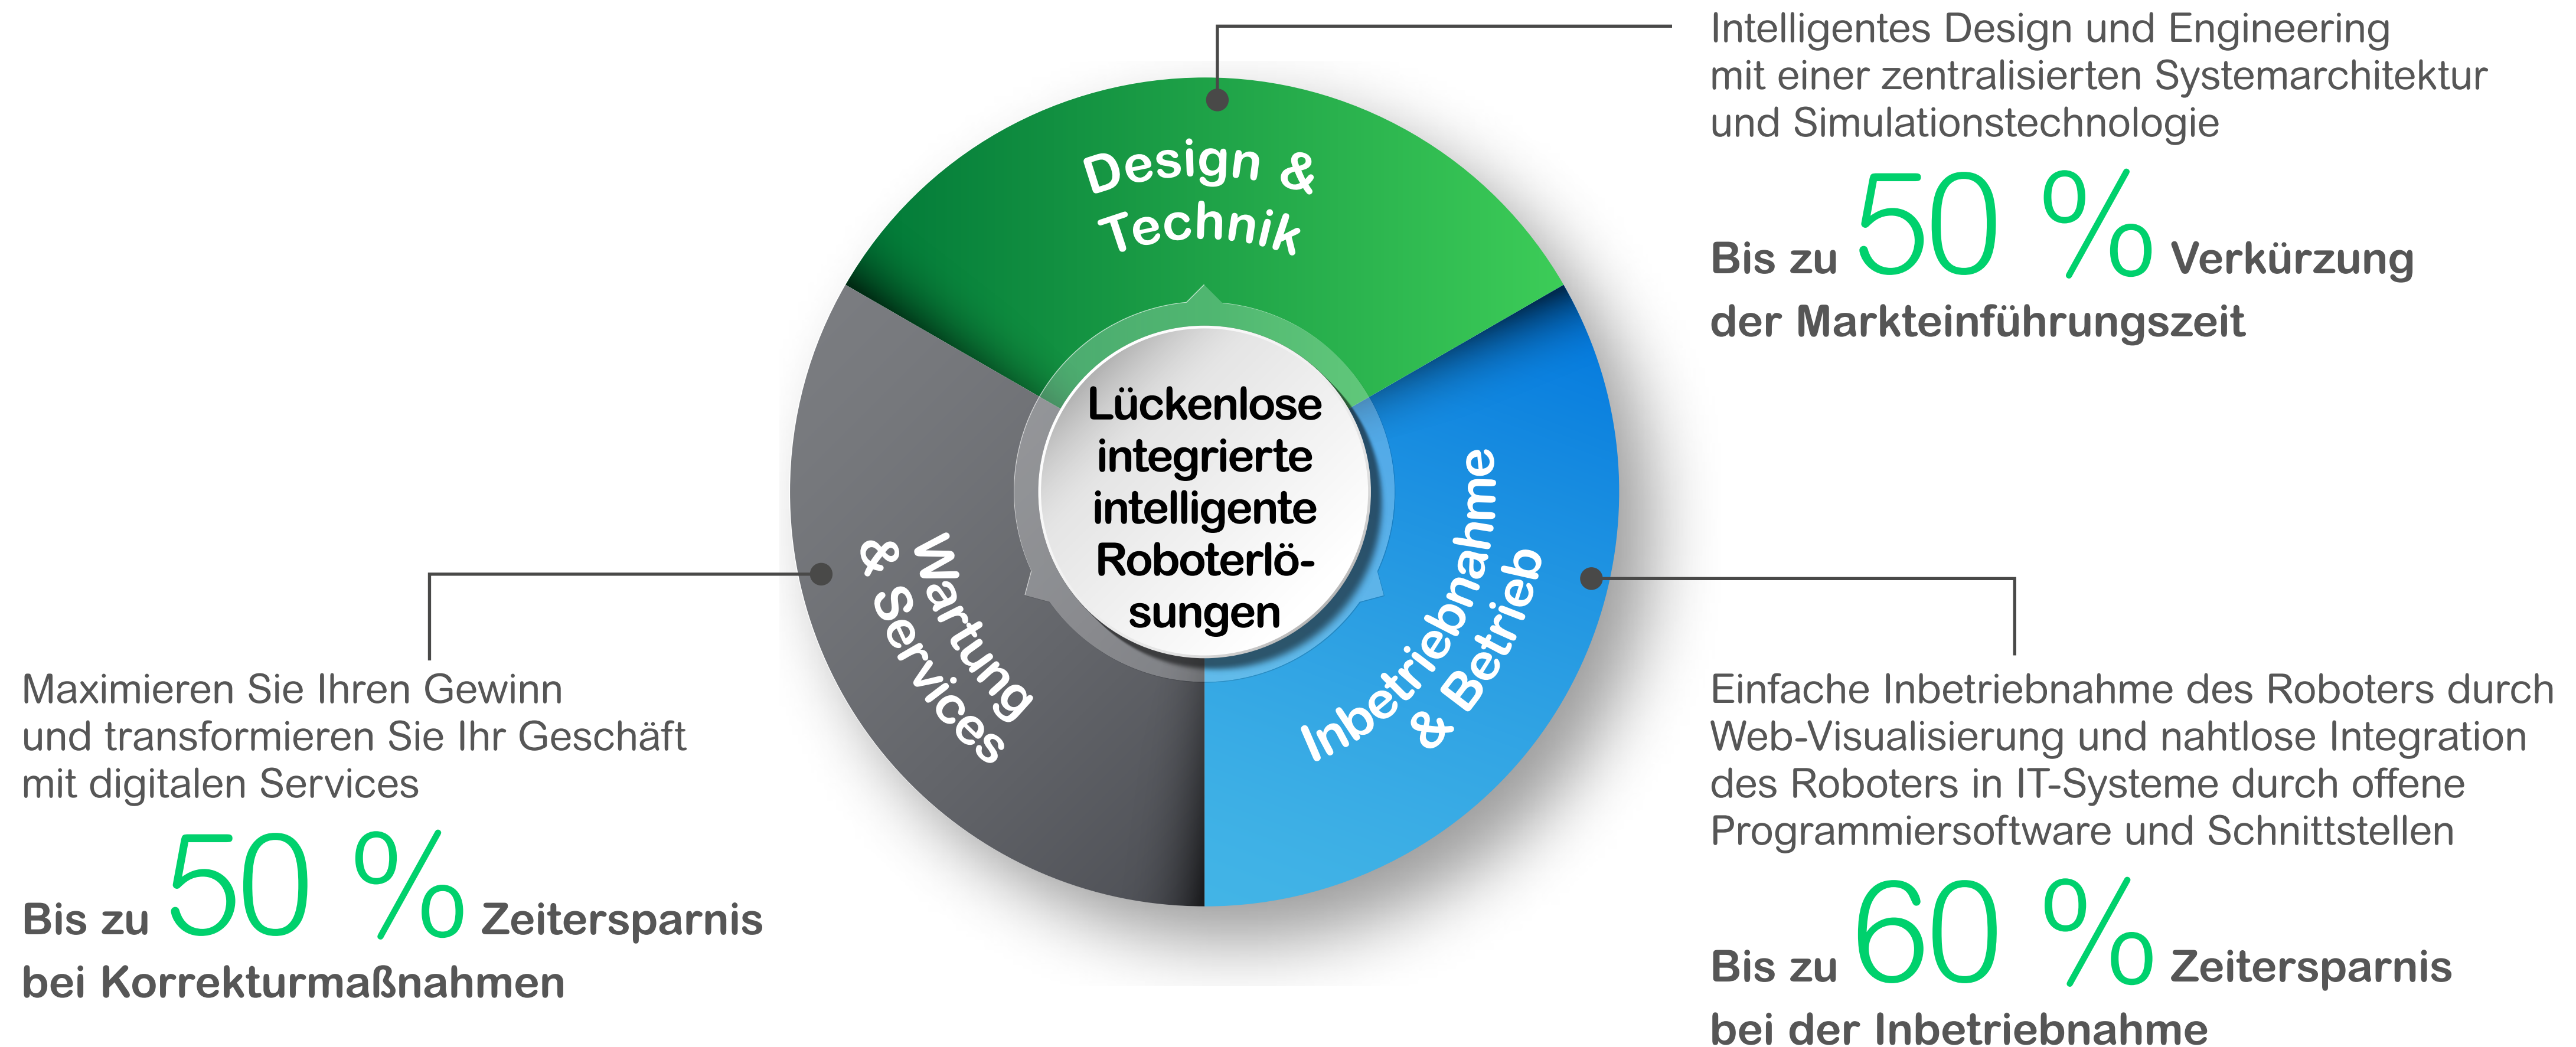 Intelligentes Design und Engineering
mit einer zentralisierten Systemarchitektur
und Simulationstechnologie
Bis zu 50 % Verkürzung
der Markteinführungszeit
Design &
Technik
Lückenlose
integrierte
intelligente
Roboterlö-
sungen
Wartung
& Services
Inbetriebnahme
& Betrieb
Maximieren Sie Ihren Gewinn
und transformieren Sie Ihr Geschäft
mit digitalen Services
Bis zu 50 % Zeitersparnis
bei Korrekturmaßnahmen
Einfache Inbetriebnahme des Roboters durch
Web-Visualisierung und nahtlose Integration
des Roboters in IT-Systeme durch offene
Programmiersoftware und Schnittstellen
Bis zu 60 % Zeitersparnis
bei der Inbetriebnahme